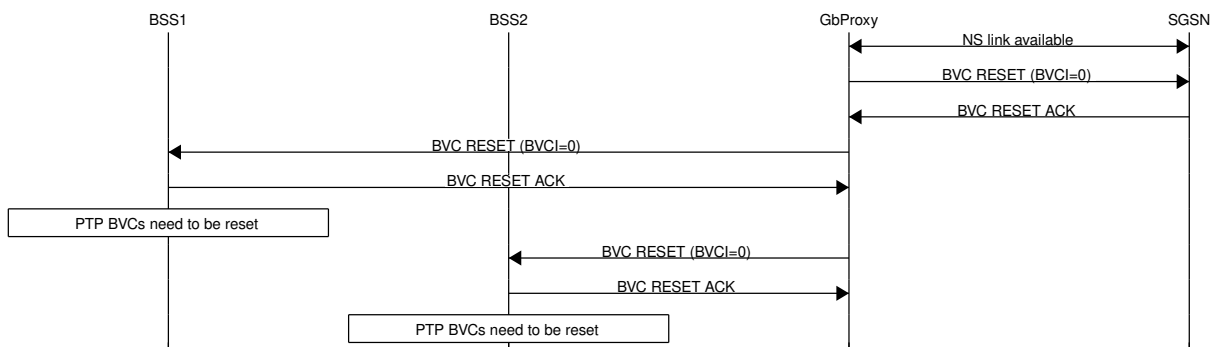 BSS1 BSS2 GbProxy SGSN
NS link available
BVC RESET (BVCI=0)
BVC RESET ACK
BVC RESET (BVCI=0)
BVC RESET ACK
PTP BVCs need to be reset
BVC RESET (BVCI=0)
BVC RESET ACK
PTP BVCs need to be reset